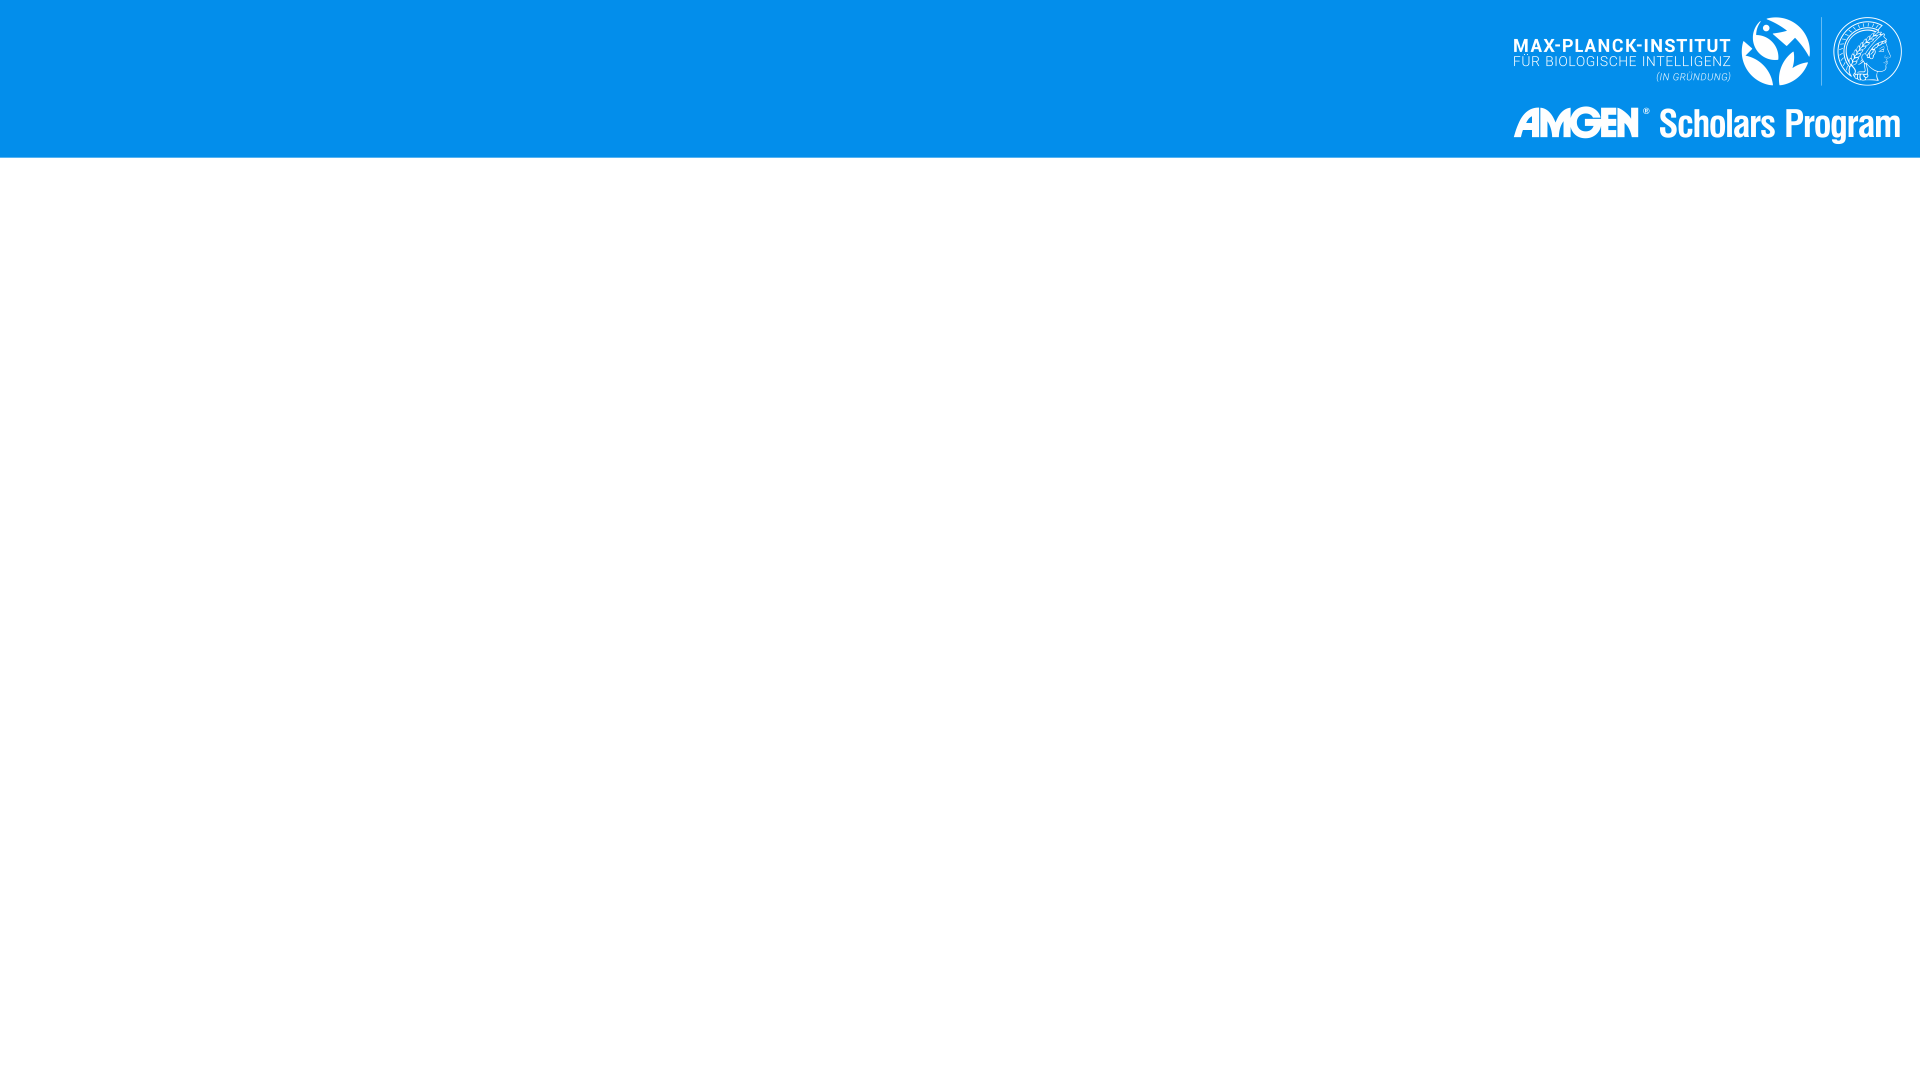 MAX-PLANCK-INSTITUT
FÜR BIOLOGISCHE INTELLIGENZ
(IN GRÜNDUNG)
AMGEN® Scholars Program